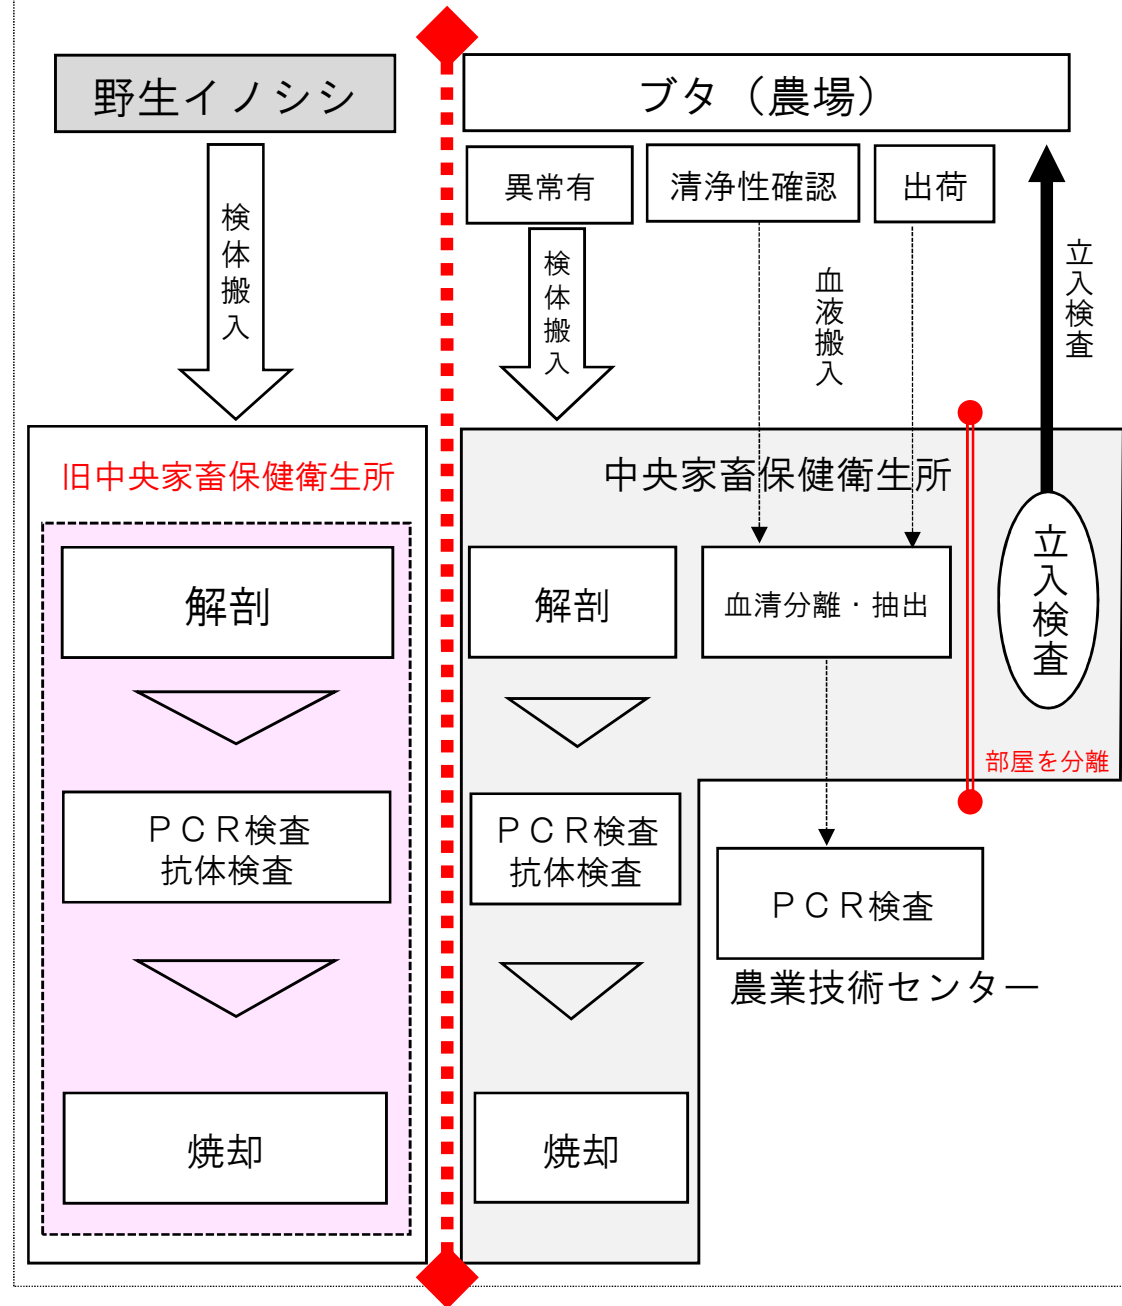 野生イノシシ
検体搬入
旧中央家畜保健衛生所
解剖
ＰＣＲ検査
抗体検査
焼却
ブタ（農場）
異常有
清浄性確認
出荷
検体搬入
血液搬入
立入検査
中央家畜保健衛生所
解剖
血清分離・抽出
立入検査
部屋を分離
ＰＣＲ検査
抗体検査
ＰＣＲ検査
農業技術センター
焼却